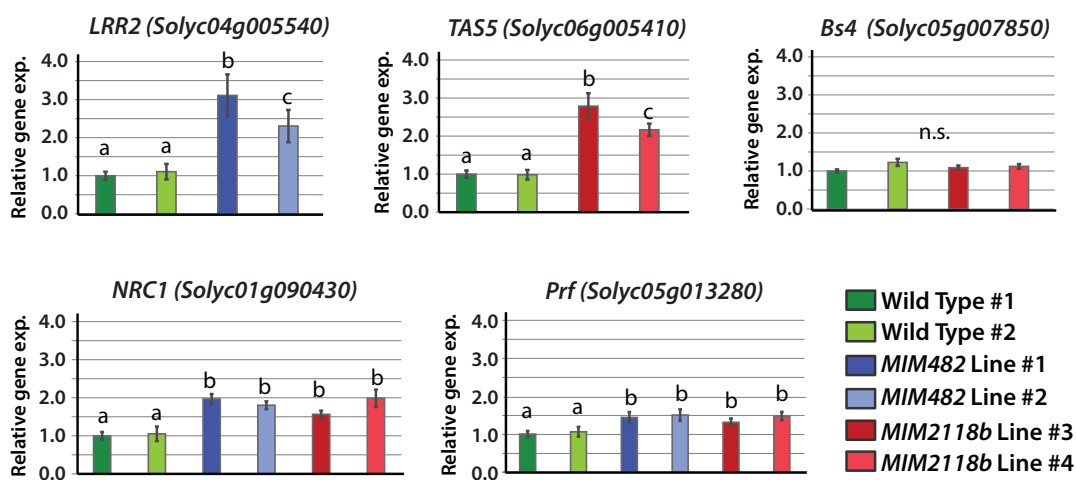 LRR2 (Solyc04g005540)
Relative gene exp.
4.0
3.0
2.0
1.0
0.0
a
a
b
c
TAS5 (Solyc06g005410)
Relative gene exp.
4.0
3.0
2.0
1.0
0.0
a
a
b
c
Bs4 (Solyc05g007850)
Relative gene exp.
4.0
3.0
2.0
1.0
0.0
n.s.
NRC1 (Solyc01g090430)
Relative gene exp.
4.0
3.0
2.0
1.0
0.0
a
a
b
b
b
b
Prf (Solyc05g013280)
Relative gene exp.
4.0
3.0
2.0
1.0
0.0
a
a
b
b
b
b
Wild Type #1
Wild Type #2
MIM482 Line #1
MIM482 Line #2
MIM2118b Line #3
MIM2118b Line #4